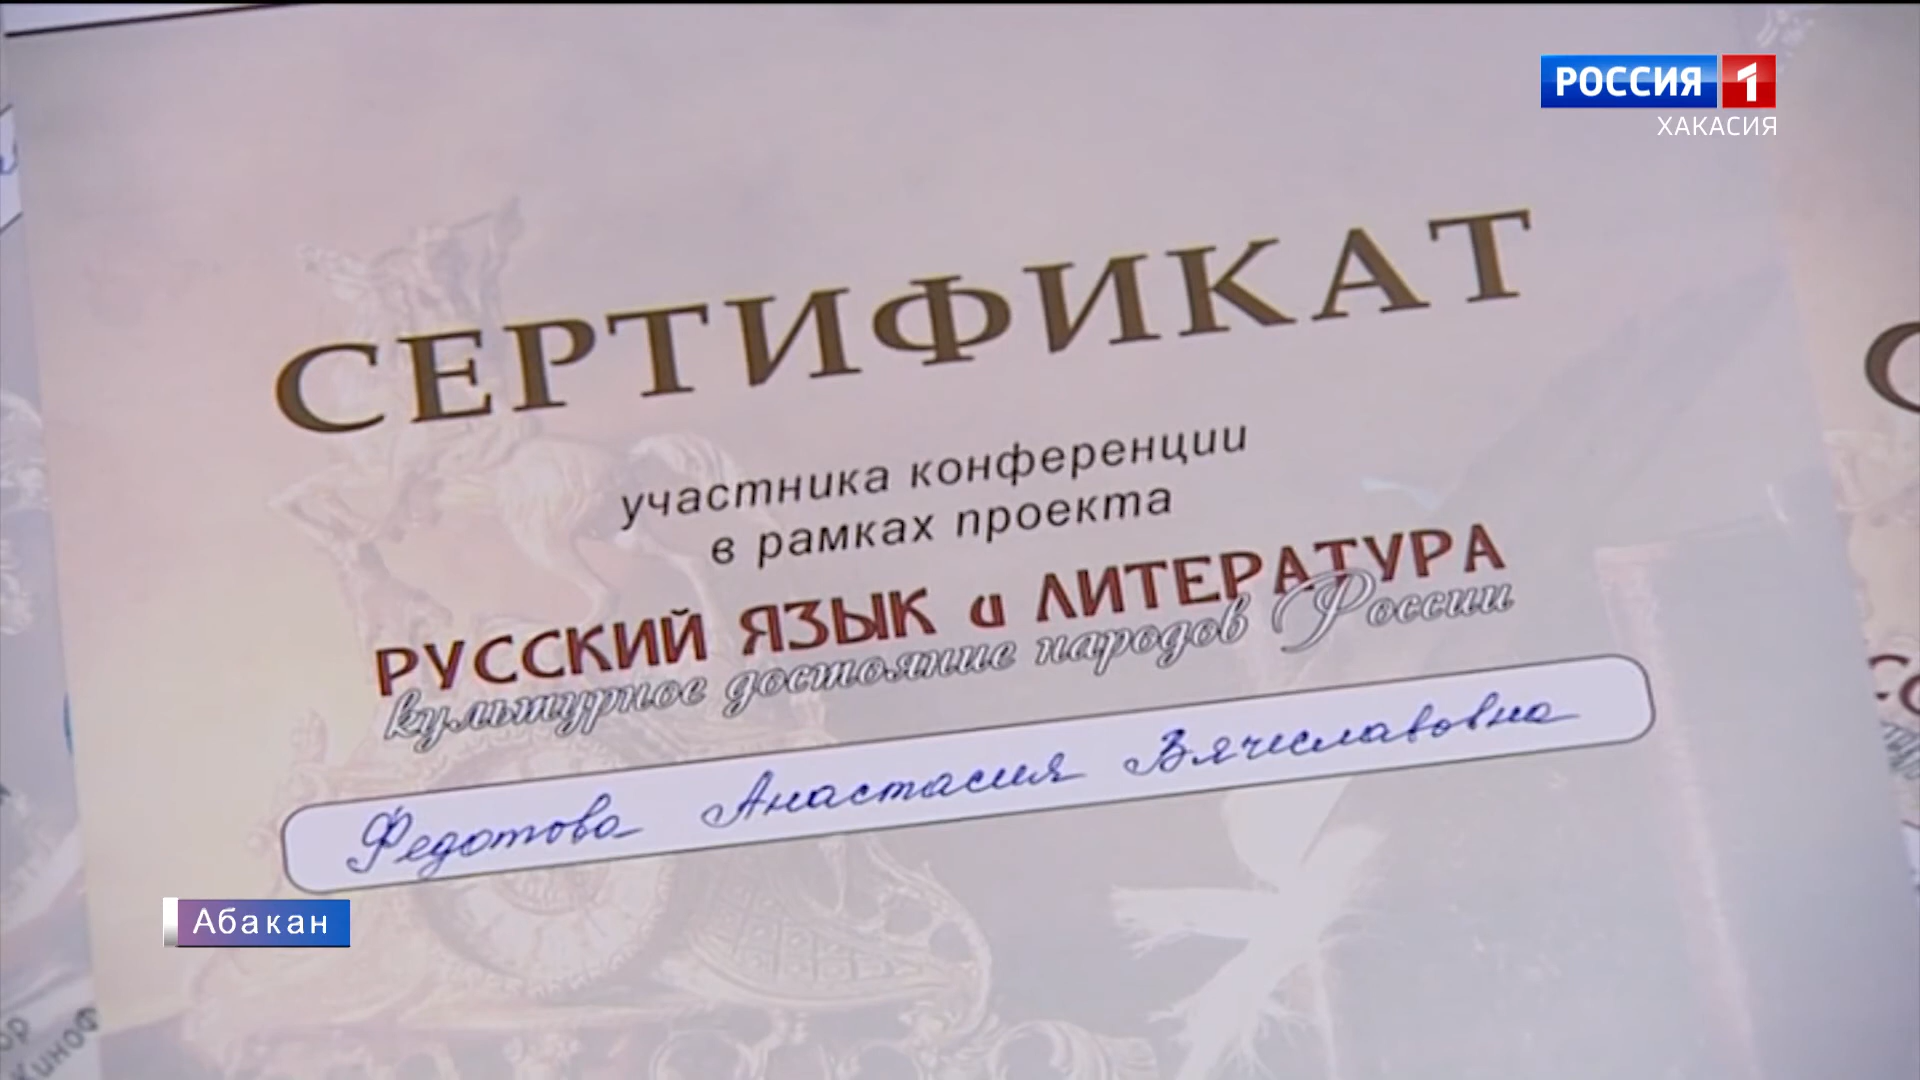 РОССИЯ 1
ХАКАСИЯ
СЕРТИФИКАТ
участника конференции
в рамках проекта
РУССКИЙ ЯЗЫК и ЛИТЕРАТУРА
культурное достояние народов России
Федотова Анастасия Вячеславовна
Абакан